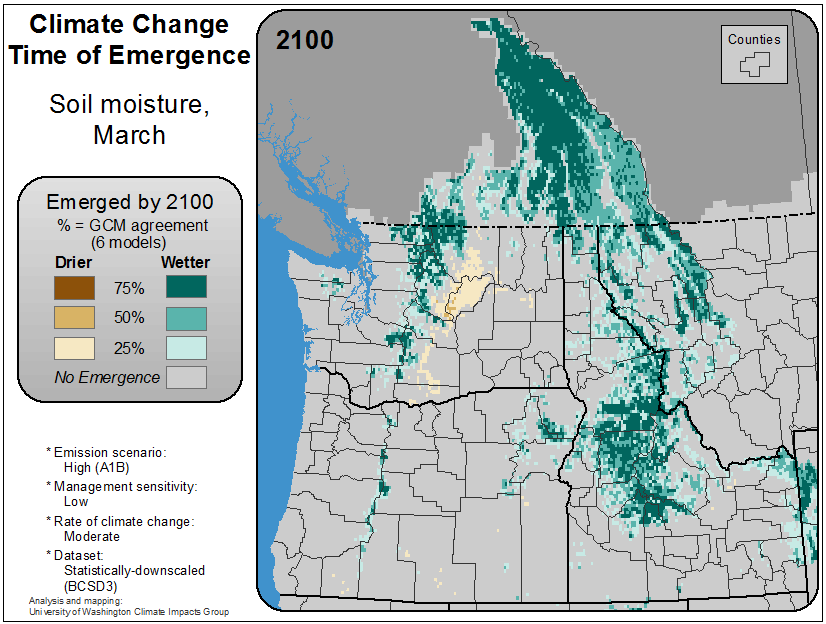 Climate Change
Time of Emergence
Soil moisture,
March
Emerged by 2100
% = GCM agreement
(6 models)
Drier Wetter
75%
50%
25%
No Emergence
* Emission scenario:
High (A1B)
* Management sensitivity:
Low
* Rate of climate change:
Moderate
* Dataset:
Statistically-downscaled
(BCSD3)
Analysis and mapping:
University of Washington Climate Impacts Group
2100
Counties